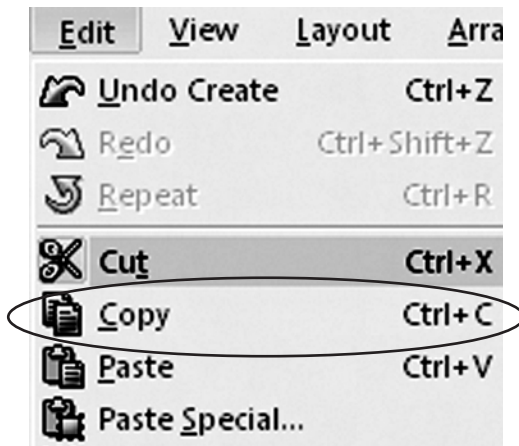 Edit View Layout Arra
Undo Create Ctrl+Z
Redo Ctrl+Shift+Z
Repeat Ctrl+R
Cut Ctrl+X
Copy Ctrl+C
Paste Ctrl+V
Paste Special...